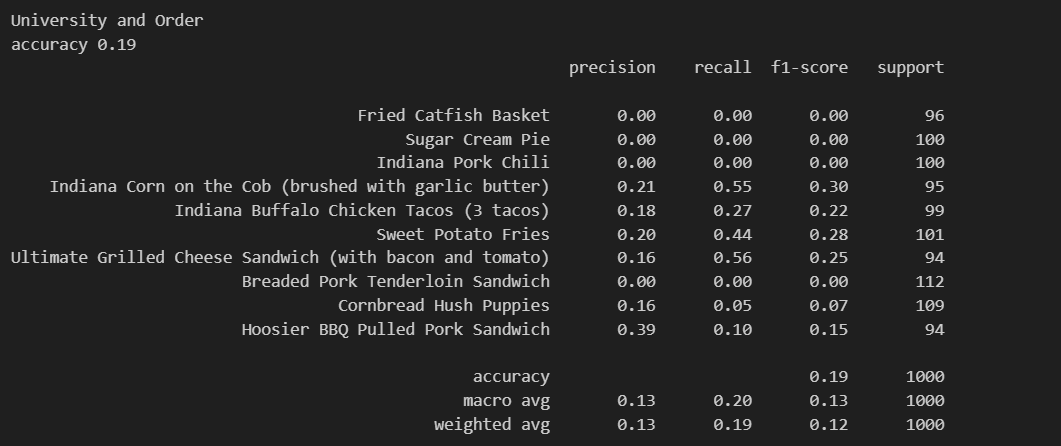 University and Order
accuracy 0.19
precision recall f1-score support
Fried Catfish Basket 0.00 0.00 0.00 96
Sugar Cream Pie 0.00 0.00 0.00 100
Indiana Pork Chili 0.00 0.00 0.00 100
Indiana Corn on the Cob (brushed with garlic butter) 0.21 0.55 0.30 95
Indiana Buffalo Chicken Tacos (3 tacos) 0.18 0.27 0.22 99
Sweet Potato Fries 0.20 0.44 0.28 101
Ultimate Grilled Cheese Sandwich (with bacon and tomato) 0.16 0.56 0.25 94
Breaded Pork Tenderloin Sandwich 0.00 0.00 0.00 112
Cornbread Hush Puppies 0.16 0.05 0.07 109
Hoosier BBQ Pulled Pork Sandwich 0.39 0.10 0.15 94
accuracy 0.19 1000
macro avg 0.13 0.20 0.13 1000
weighted avg 0.13 0.19 0.12 1000